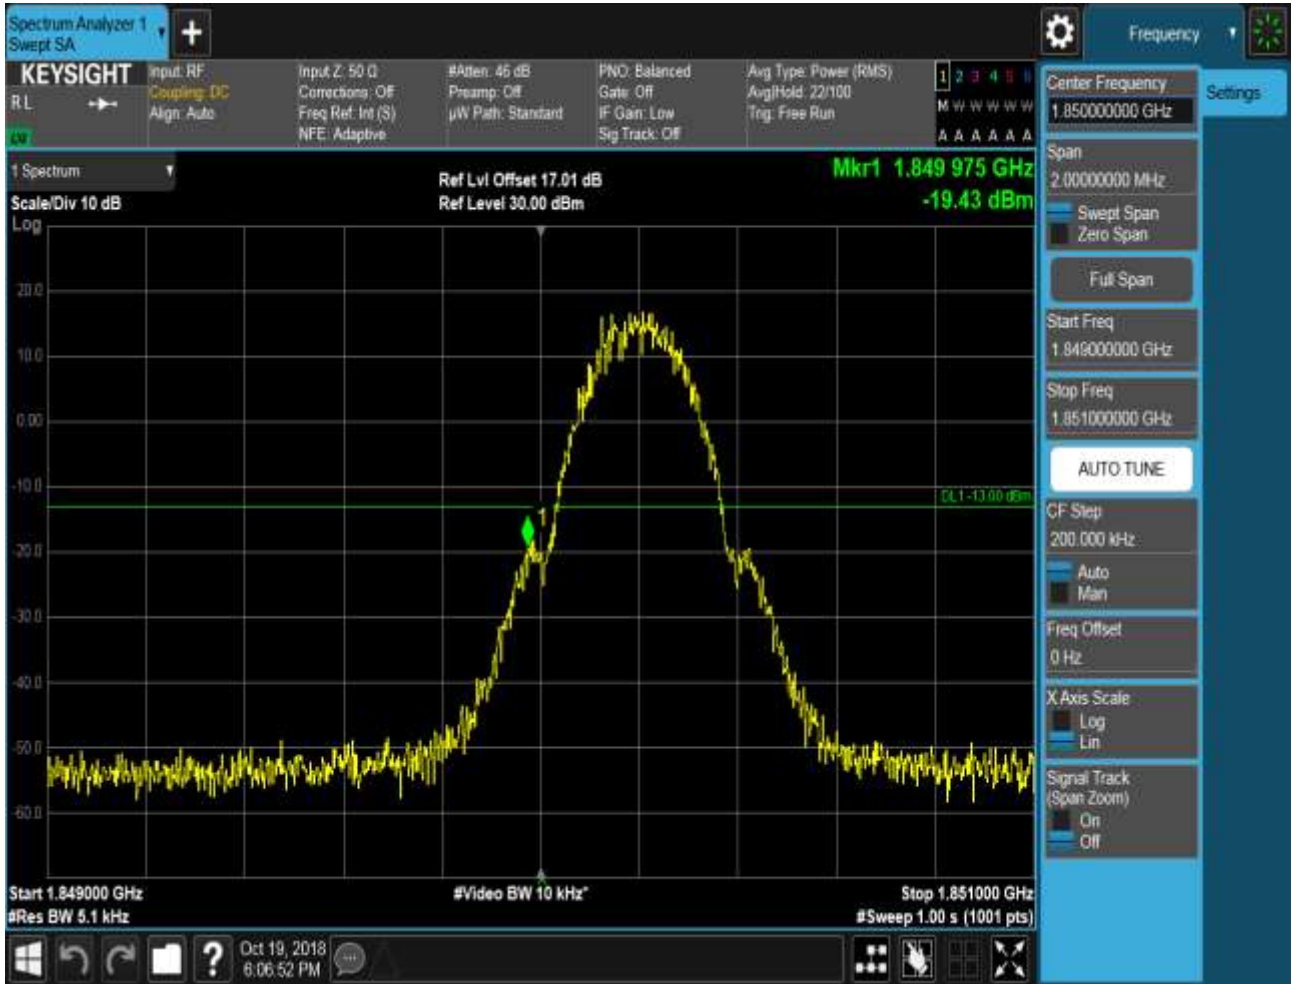 Spectrum Analyzer 1
Swept SA
Frequency
KEYSIGHT
R L
LW
Input: RF
Coupling: DC
Align: Auto
Input Z: 50 Ω
Corrections: Off
Freq Ref: Int (S)
NFE: Adaptive
#Atten: 46 dB
Preamp: Off
µW Path: Standard
PNO: Balanced
Gate: Off
IF Gain: Low
Sig Track: Off
Avg Type: Power (RMS)
Avg|Hold: 22/100
Trig: Free Run
1 2 3 4 5 6
M W W W W W
A A A A A A
1 Spectrum
Scale/Div 10 dB
Log
Ref Lvl Offset 17.01 dB
Ref Level 30.00 dBm
Mkr1 1.849 975 GHz
-19.43 dBm
20.0
10.0
0.00
-10.0
-20.0
-30.0
-40.0
-50.0
-60.0
DL1 -13.00 dBm
1
Start 1.849000 GHz
#Res BW 5.1 kHz
#Video BW 10 kHz*
Stop 1.851000 GHz
#Sweep 1.00 s (1001 pts)
Oct 19, 2018
6:06:52 PM
Center Frequency
1.850000000 GHz
Settings
Span
2.00000000 MHz
Swept Span
Zero Span
Full Span
Start Freq
1.849000000 GHz
Stop Freq
1.851000000 GHz
AUTO TUNE
CF Step
200.000 kHz
Auto
Man
Freq Offset
0 Hz
X Axis Scale
Log
Lin
Signal Track
(Span Zoom)
On
Off